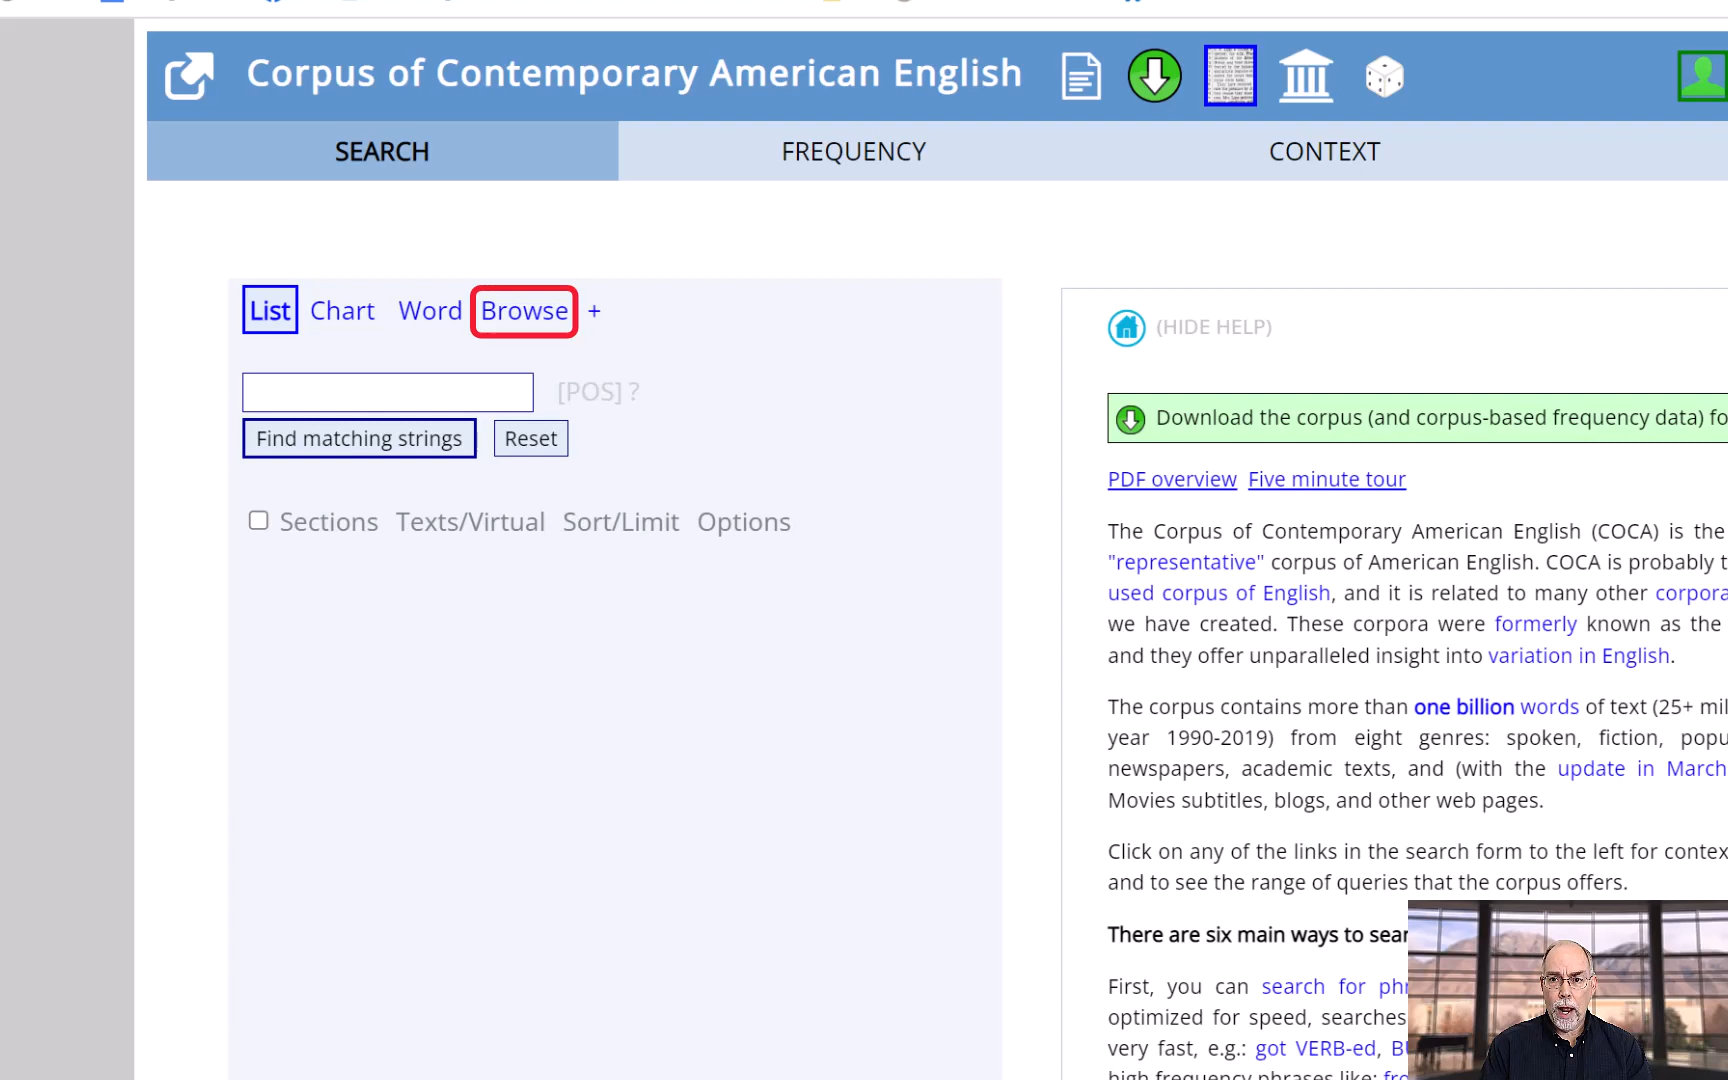 Corpus of Contemporary American English
SEARCH FREQUENCY CONTEXT
List Chart Word Browse +
[POS] ?
Find matching strings Reset
Sections Texts/Virtual Sort/Limit Options
(HIDE HELP)
Download the corpus (and corpus-based frequency data) fo
PDF overview Five minute tour
The Corpus of Contemporary American English (COCA) is the
"representative" corpus of American English. COCA is probably t
used corpus of English, and it is related to many other corpora
we have created. These corpora were formerly known as the
and they offer unparalleled insight into variation in English.
The corpus contains more than one billion words of text (25+ mil
year 1990-2019) from eight genres: spoken, fiction, popu
newspapers, academic texts, and (with the update in March
Movies subtitles, blogs, and other web pages.
Click on any of the links in the search form to the left for contex
and to see the range of queries that the corpus offers.
There are six main ways to sear
First, you can search for phr
optimized for speed, searches
very fast, e.g.: got VERB-ed, BU
high frequency phrases like: fro